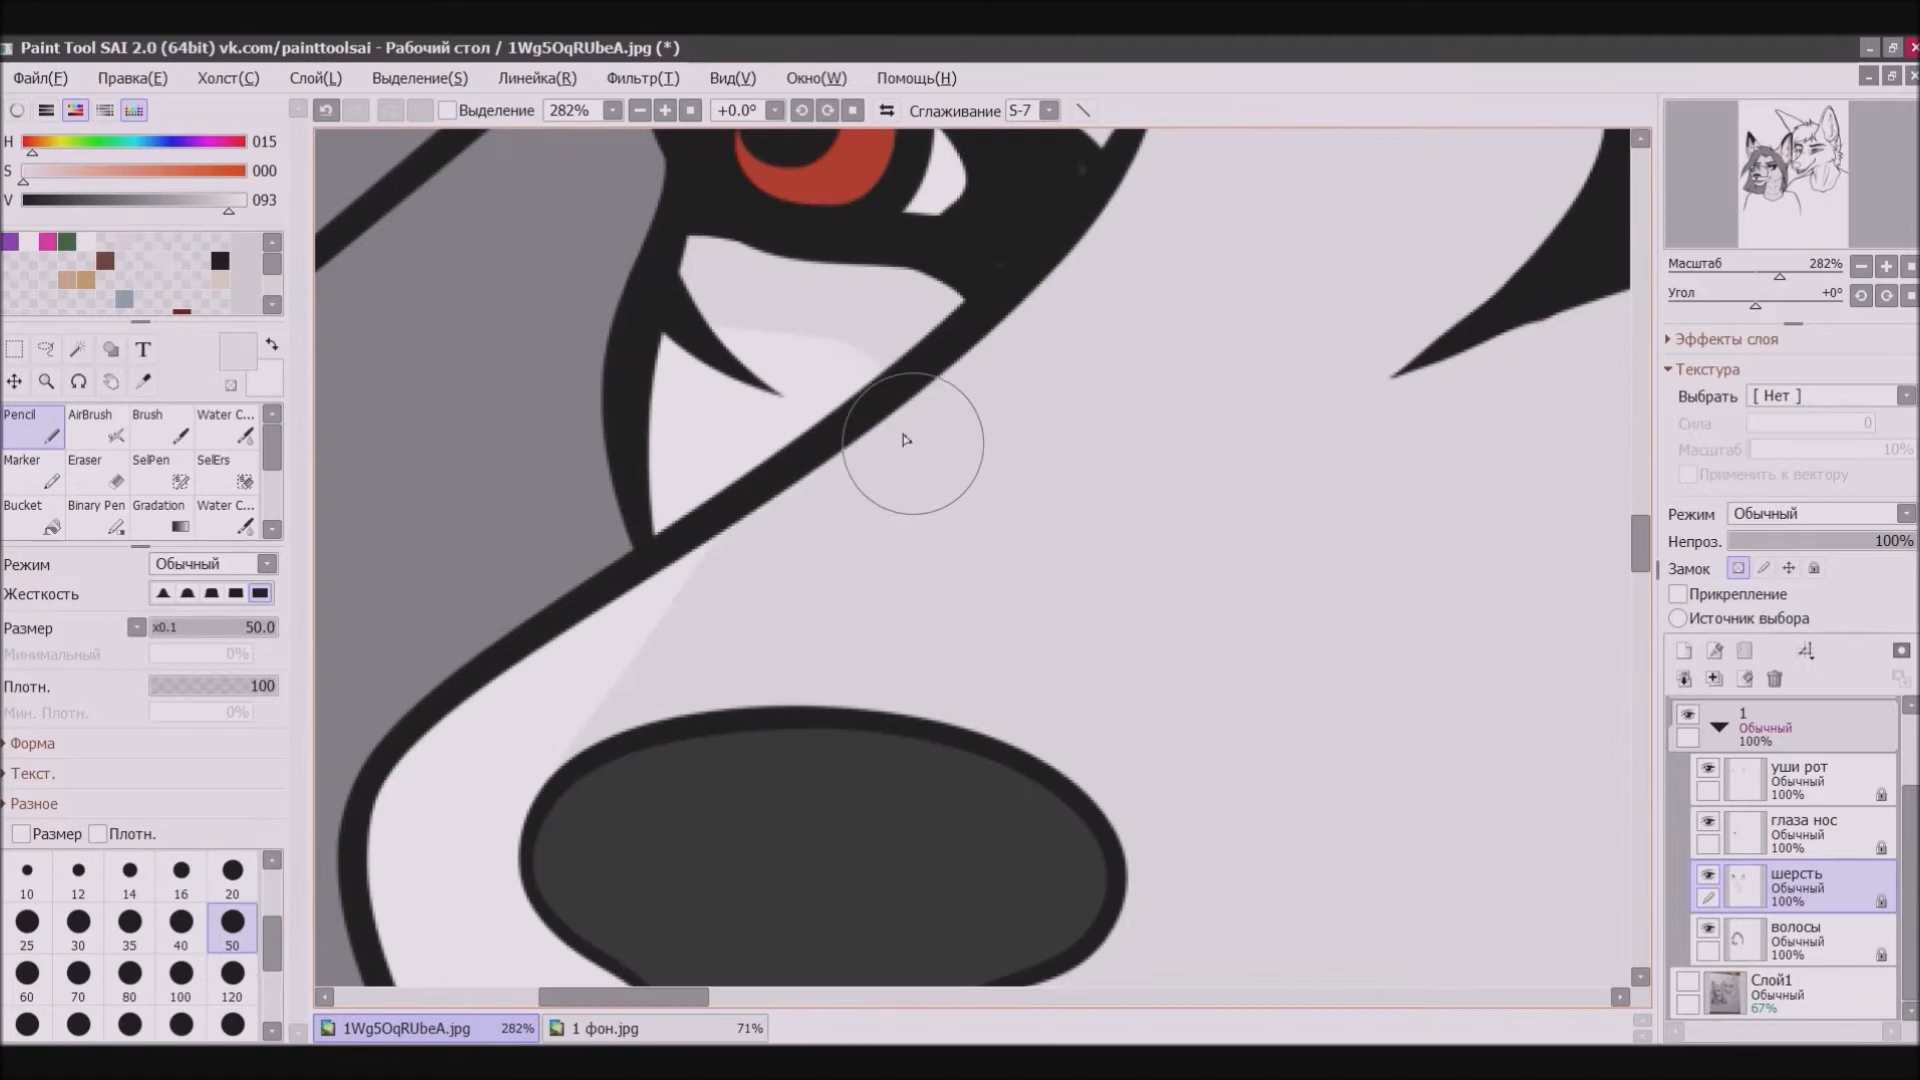 Paint Tool SAI 2.0 (64bit) vk.com/painttoolsai - Рабочий стол / 1Wg5OqRUbeA.jpg (*)
Файл(F) Правка(E) Холст(C) Слой(L) Выделение(S) Линейка(R) Фильтр(T) Вид(V) Окно(W) Помощь(H)
Выделение 282% +0.0° Сглаживание S-7
H 015
S 000
V 093
T
Pencil AirBrush Brush Water C...
Marker Eraser SelPen SelErs
Bucket Binary Pen Gradation Water C...
Режим Обычный
Жесткость
Размер x0.1 50.0
Минимальный 0%
Плотн. 100
Мин. Плотн. 0%
Форма
Текст.
Разное
Размер Плотн.
10 12 14 16 20
25 30 35 40 50
60 70 80 100 120
1Wg5OqRUbeA.jpg 282% 1 фон.jpg 71%
Масштаб 282%
Угол +0°
Эффекты слоя
Текстура
Выбрать [ Нет ]
Сила 0
Масштаб 10%
Применить к вектору
Режим Обычный
Непроз. 100%
Замок
Прикрепление
Источник выбора
1
Обычный
100%
уши рот
Обычный
100%
глаза нос
Обычный
100%
шерсть
Обычный
100%
волосы
Обычный
100%
Слой1
Обычный
67%